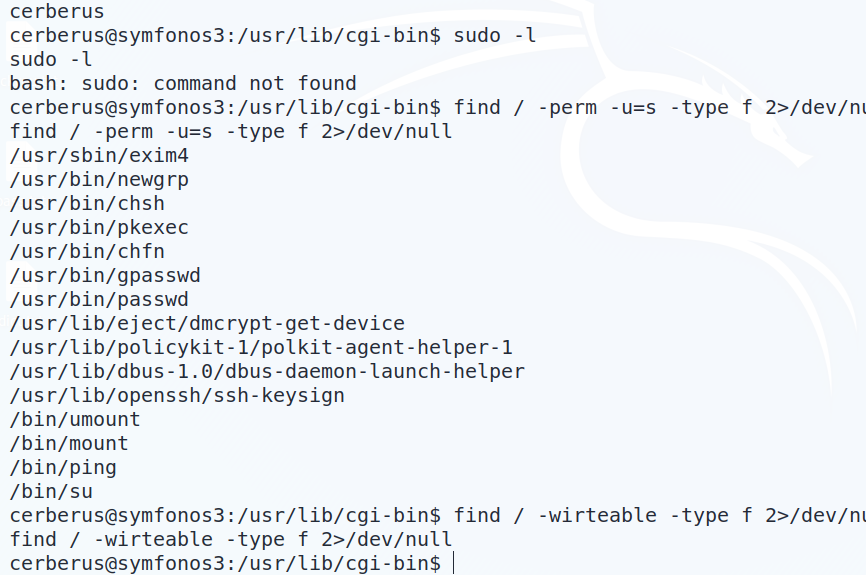 cerberus
cerberus@symfonos3:/usr/lib/cgi-bin$ sudo -l
sudo -l
bash: sudo: command not found
cerberus@symfonos3:/usr/lib/cgi-bin$ find / -perm -u=s -type f 2>/dev/nu
find / -perm -u=s -type f 2>/dev/null
/usr/sbin/exim4
/usr/bin/newgrp
/usr/bin/chsh
/usr/bin/pkexec
/usr/bin/chfn
/usr/bin/gpasswd
/usr/bin/passwd
/usr/lib/eject/dmcrypt-get-device
/usr/lib/policykit-1/polkit-agent-helper-1
/usr/lib/dbus-1.0/dbus-daemon-launch-helper
/usr/lib/openssh/ssh-keysign
/bin/umount
/bin/mount
/bin/ping
/bin/su
cerberus@symfonos3:/usr/lib/cgi-bin$ find / -wirteable -type f 2>/dev/nu
find / -wirteable -type f 2>/dev/null
cerberus@symfonos3:/usr/lib/cgi-bin$